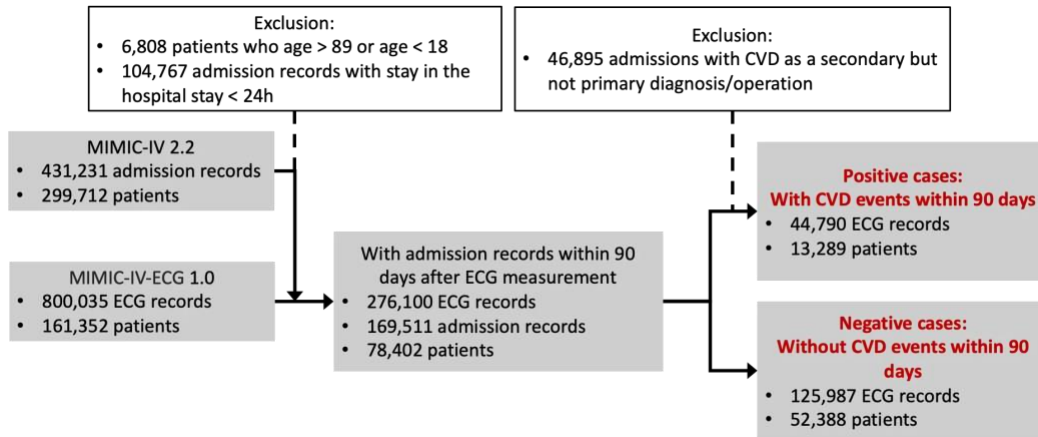 Exclusion:
• 6,808 patients who age > 89 or age < 18
• 104,767 admission records with stay in the
hospital stay < 24h
Exclusion:
• 46,895 admissions with CVD as a secondary but
not primary diagnosis/operation
MIMIC-IV 2.2
• 431,231 admission records
• 299,712 patients
MIMIC-IV-ECG 1.0
• 800,035 ECG records
• 161,352 patients
With admission records within 90
days after ECG measurement
• 276,100 ECG records
• 169,511 admission records
• 78,402 patients
Positive cases:
With CVD events within 90 days
• 44,790 ECG records
• 13,289 patients
Negative cases:
Without CVD events within 90
days
• 125,987 ECG records
• 52,388 patients